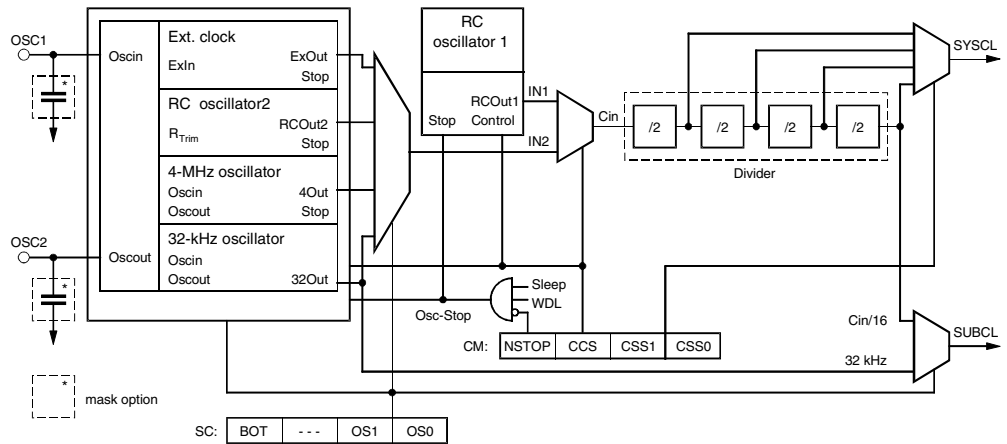 OSC1
*
OSC2
*
*
mask option
Oscin
Oscout
Ext. clock
ExIn
ExOut
Stop
RC oscillator2
RTrim
RCOut2
Stop
4-MHz oscillator
Oscin
Oscout
4Out
Stop
32-kHz oscillator
Oscin
Oscout
32Out
RC
oscillator 1
RCOut1
Stop
Control
IN1
IN2
Cin
/2
/2
/2
/2
Divider
SYSCL
Sleep
WDL
Osc-Stop
CM:
NSTOP
CCS
CSS1
CSS0
Cin/16
32 kHz
SUBCL
SC:
BOT
- - -
OS1
OS0